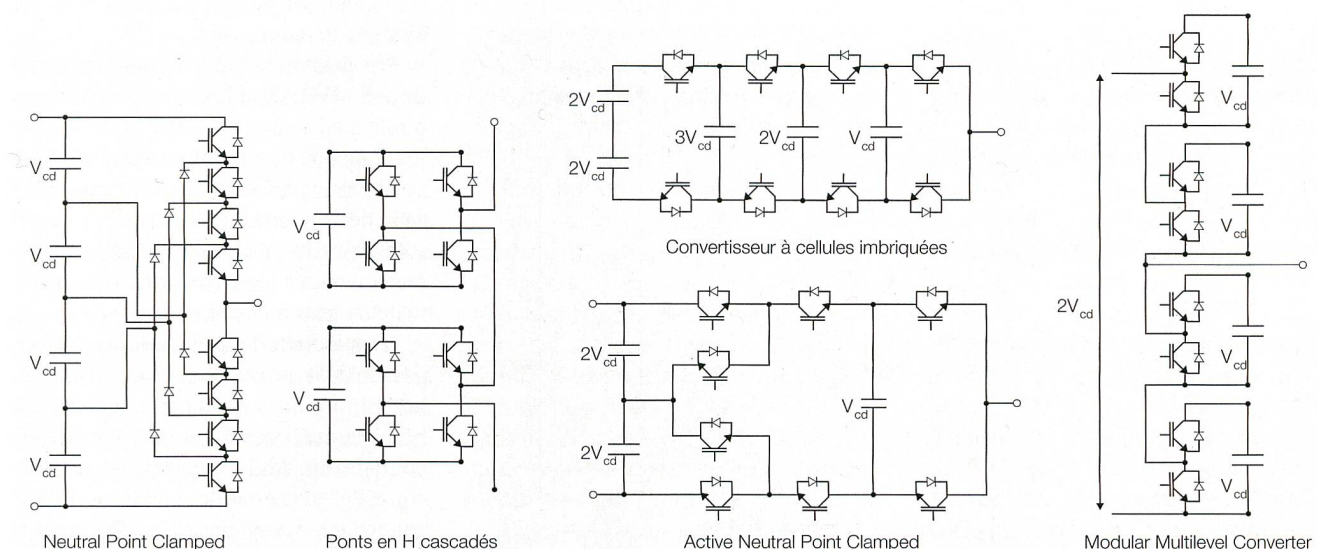 V cd
V cd
V cd
V cd
Neutral Point Clamped
V cd
V cd
Ponts en H cascadés
2V cd
2V cd
3V cd
2V cd
V cd
Convertisseur à cellules imbriquées
2V cd
2V cd
V cd
Active Neutral Point Clamped
2V cd
V cd
V cd
V cd
V cd
Modular Multilevel Converter